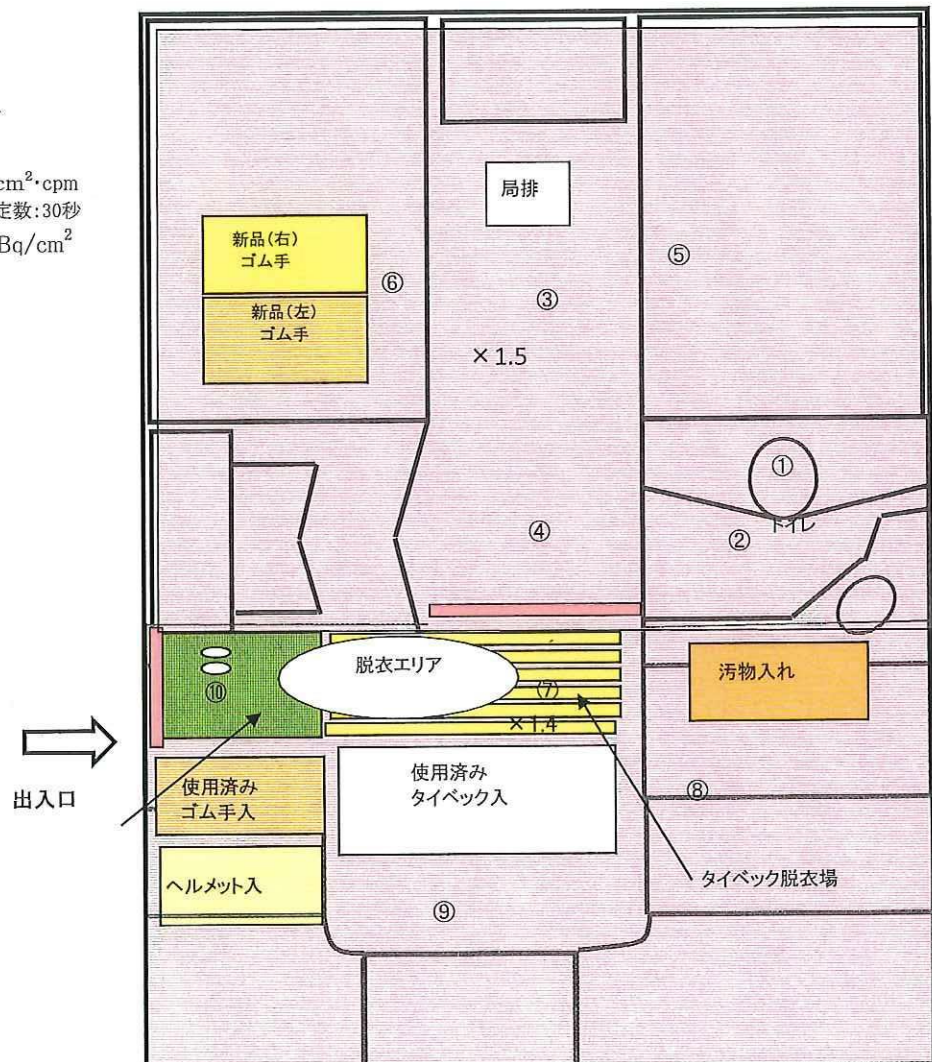 cm²・cpm
定数:30秒
Bq/cm²
局排
新品(右)
ゴム手
新品(左)
ゴム手
⑥
③
⑤
×1.5
①
トイレ
②
④
脱衣エリア
⑩
⑦
×1.4
汚物入れ
出入口
使用済み
ゴム手入
使用済み
タイベック入
⑧
ヘルメット入
タイベック脱衣場
⑨